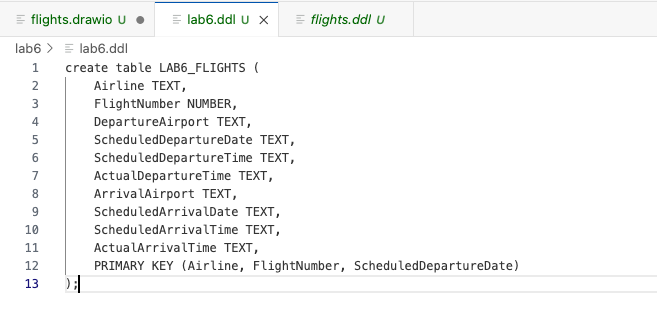 flights.drawio U
lab6.ddl U
flights.ddl U
lab6 > lab6.ddl
1 create table LAB6_FLIGHTS (
2 Airline TEXT,
3 FlightNumber NUMBER,
4 DepartureAirport TEXT,
5 ScheduledDepartureDate TEXT,
6 ScheduledDepartureTime TEXT,
7 ActualDepartureTime TEXT,
8 ArrivalAirport TEXT,
9 ScheduledArrivalDate TEXT,
10 ScheduledArrivalTime TEXT,
11 ActualArrivalTime TEXT,
12 PRIMARY KEY (Airline, FlightNumber, ScheduledDepartureDate)
13 );